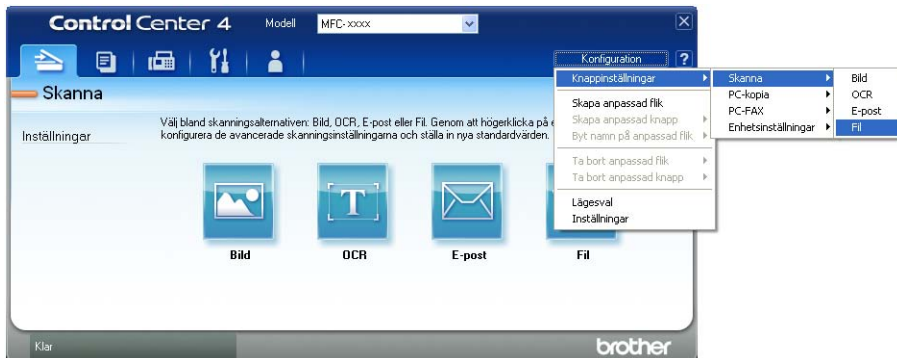 Control Center 4
Modell
MFC-xxxx
Konfiguration
?
Knappinställningar
Skapa anpassad flik
Skapa anpassad knapp
Byt namn på anpassad flik
Ta bort anpassad flik
Ta bort anpassad knapp
Lägesval
Inställningar
Skanna
PC-kopia
PC-FAX
Enhetsinställningar
Bild
OCR
E-post
Fil
Skanna
Inställningar
Välj bland skanningsalternativen: Bild, OCR, E-post eller Fil. Genom att högerklicka på
konfigurera de avancerade skanningsinställningarna och ställa in nya standardvärden.
T
Bild
OCR
E-post
Fil
Klar
brother